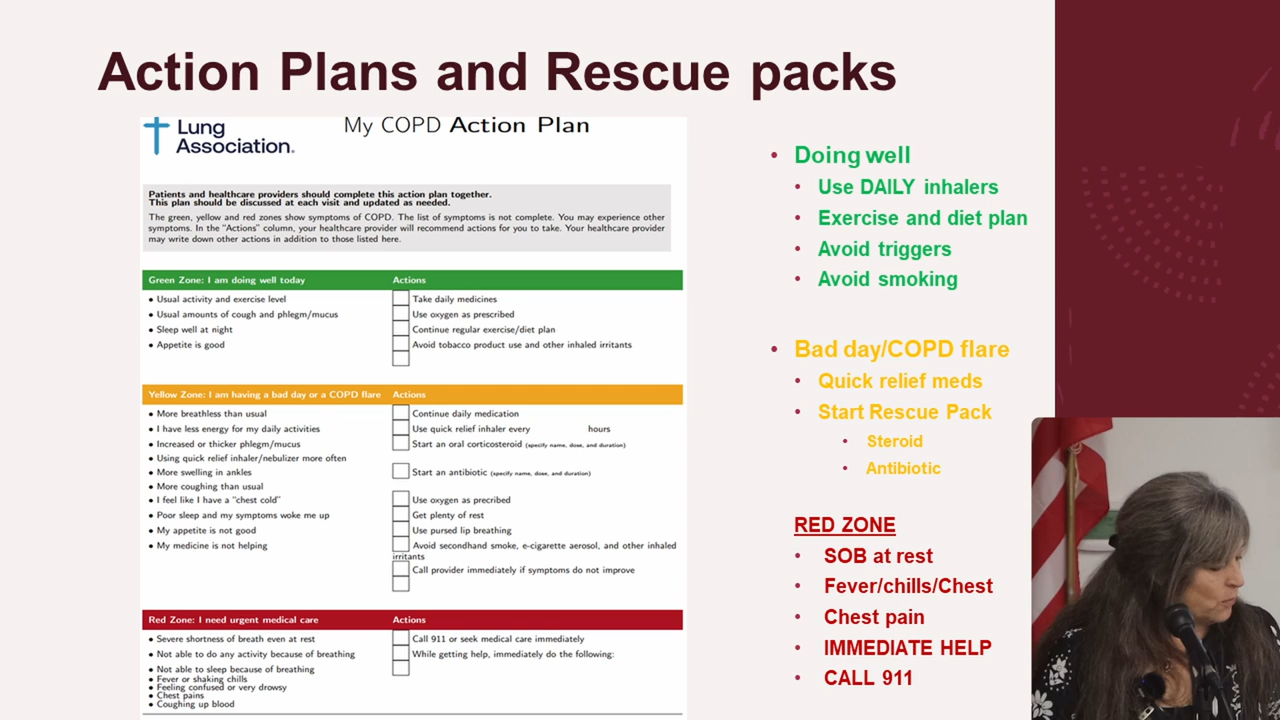 Action Plans and Rescue packs
Lung
Association.
My COPD Action Plan
Patients and healthcare providers should complete this action plan together.
This plan should be discussed at each visit and updated as needed.
The green, yellow and red zones show symptoms of COPD. The list of symptoms is not complete. You may experience other
symptoms. In the "Actions" column, your healthcare provider will recommend actions for you to take. Your healthcare provider
may write down other actions in addition to those listed here.
Green Zone: I am doing well today Actions
• Usual activity and exercise level Take daily medicines
• Usual amounts of cough and phlegm/mucus Use oxygen as prescribed
• Sleep well at night Continue regular exercise/diet plan
• Appetite is good Avoid tobacco product use and other inhaled irritants
Yellow Zone: I am having a bad day or a COPD flare Actions
• More breathless than usual Continue daily medication
• I have less energy for my daily activities Use quick relief inhaler every hours
• Increased or thicker phlegm/mucus Start an oral corticosteroid (specify name, dose, and duration)
• Using quick relief inhaler/nebulizer more often
• More swelling in ankles Start an antibiotic (specify name, dose, and duration)
• More coughing than usual
• I feel like I have a "chest cold" Use oxygen as precribed
• Poor sleep and my symptoms woke me up Get plenty of rest
• My appetite is not good Use pursed lip breathing
• My medicine is not helping Avoid secondhand smoke, e-cigarette aerosol, and other inhaled
irritants
Call provider immediately if symptoms do not improve
Red Zone: I need urgent medical care Actions
• Severe shortness of breath even at rest Call 911 or seek medical care immediately
• Not able to do any activity because of breathing While getting help, immediately do the following:
• Not able to sleep because of breathing
• Fever or shaking chills
• Feeling confused or very drowsy
• Chest pains
• Coughing up blood
• Doing well
• Use DAILY inhalers
• Exercise and diet plan
• Avoid triggers
• Avoid smoking
• Bad day/COPD flare
• Quick relief meds
• Start Rescue Pack
• Steroid
• Antibiotic
RED ZONE
• SOB at rest
• Fever/chills/Chest
• Chest pain
• IMMEDIATE HELP
• CALL 911